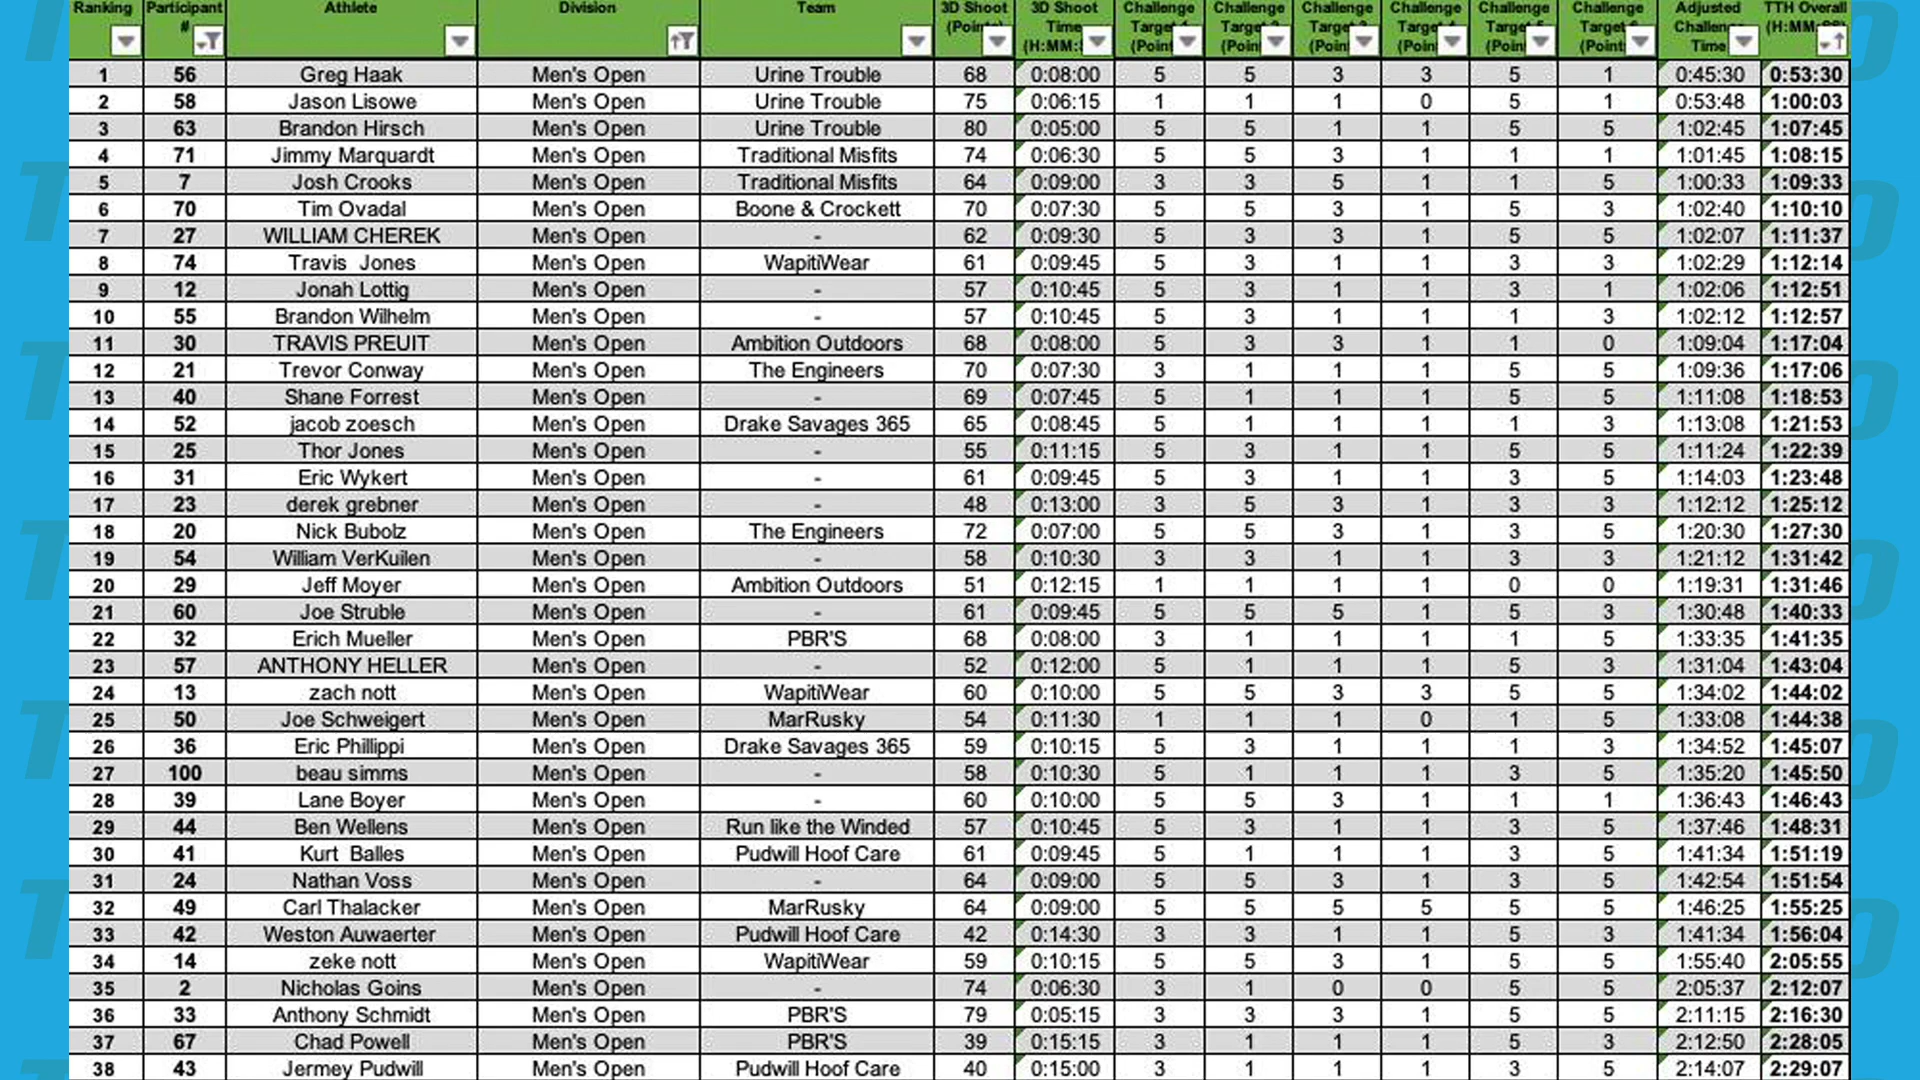 Ranking Participant # Athlete Division Team 3D Shoot (Poin 3D Shoot Time (H:MM: Challenge Targe (Poin Challenge Targe (Poin Challenge Targe (Poin Challenge Targe (Poin Challenge Targe (Poin Challenge Targe (Point Adjusted Challen Time TTH Overall (H:MM
1 56 Greg Haak Men's Open Urine Trouble 68 0:08:00 5 5 3 3 5 1 0:45:30 0:53:30
2 58 Jason Lisowe Men's Open Urine Trouble 75 0:06:15 1 1 1 0 5 1 0:53:48 1:00:03
3 63 Brandon Hirsch Men's Open Urine Trouble 80 0:05:00 5 5 1 1 5 5 1:02:45 1:07:45
4 71 Jimmy Marquardt Men's Open Traditional Misfits 74 0:06:30 5 5 3 1 1 1 1:01:45 1:08:15
5 7 Josh Crooks Men's Open Traditional Misfits 64 0:09:00 3 3 5 1 1 5 1:00:33 1:09:33
6 70 Tim Ovadal Men's Open Boone & Crockett 70 0:07:30 5 5 3 1 5 3 1:02:40 1:10:10
7 27 WILLIAM CHEREK Men's Open - 62 0:09:30 5 3 3 1 5 5 1:02:07 1:11:37
8 74 Travis Jones Men's Open WapitiWear 61 0:09:45 5 3 1 1 3 3 1:02:29 1:12:14
9 12 Jonah Lottig Men's Open - 57 0:10:45 5 3 1 1 3 1 1:02:06 1:12:51
10 55 Brandon Wilhelm Men's Open - 57 0:10:45 5 3 1 1 1 3 1:02:12 1:12:57
11 30 TRAVIS PREUIT Men's Open Ambition Outdoors 68 0:08:00 5 3 3 1 1 0 1:09:04 1:17:04
12 21 Trevor Conway Men's Open The Engineers 70 0:07:30 3 1 1 1 5 5 1:09:36 1:17:06
13 40 Shane Forrest Men's Open - 69 0:07:45 5 1 1 1 5 5 1:11:08 1:18:53
14 52 jacob zoesch Men's Open Drake Savages 365 65 0:08:45 5 1 1 1 1 3 1:13:08 1:21:53
15 25 Thor Jones Men's Open - 55 0:11:15 5 3 1 1 5 5 1:11:24 1:22:39
16 31 Eric Wykert Men's Open - 61 0:09:45 5 3 1 1 3 5 1:14:03 1:23:48
17 23 derek grebner Men's Open - 48 0:13:00 3 5 3 1 3 3 1:12:12 1:25:12
18 20 Nick Bubolz Men's Open The Engineers 72 0:07:00 5 5 3 1 3 5 1:20:30 1:27:30
19 54 William VerKuilen Men's Open - 58 0:10:30 3 3 1 1 3 3 1:21:12 1:31:42
20 29 Jeff Moyer Men's Open Ambition Outdoors 51 0:12:15 1 1 1 1 0 0 1:19:31 1:31:46
21 60 Joe Struble Men's Open - 61 0:09:45 5 5 5 1 5 3 1:30:48 1:40:33
22 32 Erich Mueller Men's Open PBR'S 68 0:08:00 3 1 1 1 1 5 1:33:35 1:41:35
23 57 ANTHONY HELLER Men's Open - 52 0:12:00 5 1 1 1 5 3 1:31:04 1:43:04
24 13 zach nott Men's Open WapitiWear 60 0:10:00 5 5 3 3 5 5 1:34:02 1:44:02
25 50 Joe Schweigert Men's Open MarRusky 54 0:11:30 1 1 1 0 1 5 1:33:08 1:44:38
26 36 Eric Phillippi Men's Open Drake Savages 365 59 0:10:15 5 3 1 1 1 3 1:34:52 1:45:07
27 100 beau simms Men's Open - 58 0:10:30 5 1 1 1 3 5 1:35:20 1:45:50
28 39 Lane Boyer Men's Open - 60 0:10:00 5 5 3 1 1 1 1:36:43 1:46:43
29 44 Ben Wellens Men's Open Run like the Winded 57 0:10:45 5 3 1 1 3 5 1:37:46 1:48:31
30 41 Kurt Balles Men's Open Pudwill Hoof Care 61 0:09:45 5 1 1 1 3 5 1:41:34 1:51:19
31 24 Nathan Voss Men's Open - 64 0:09:00 5 5 3 1 3 5 1:42:54 1:51:54
32 49 Carl Thalacker Men's Open MarRusky 64 0:09:00 5 5 5 5 5 5 1:46:25 1:55:25
33 42 Weston Auwaerter Men's Open Pudwill Hoof Care 42 0:14:30 3 3 1 1 5 3 1:41:34 1:56:04
34 14 zeke nott Men's Open WapitiWear 59 0:10:15 5 5 3 1 5 5 1:55:40 2:05:55
35 2 Nicholas Goins Men's Open - 74 0:06:30 3 1 0 0 5 5 2:05:37 2:12:07
36 33 Anthony Schmidt Men's Open PBR'S 79 0:05:15 3 3 3 1 5 5 2:11:15 2:16:30
37 67 Chad Powell Men's Open PBR'S 39 0:15:15 3 1 1 1 5 3 2:12:50 2:28:05
38 43 Jermey Pudwill Men's Open Pudwill Hoof Care 40 0:15:00 3 1 1 1 3 5 2:14:07 2:29:07